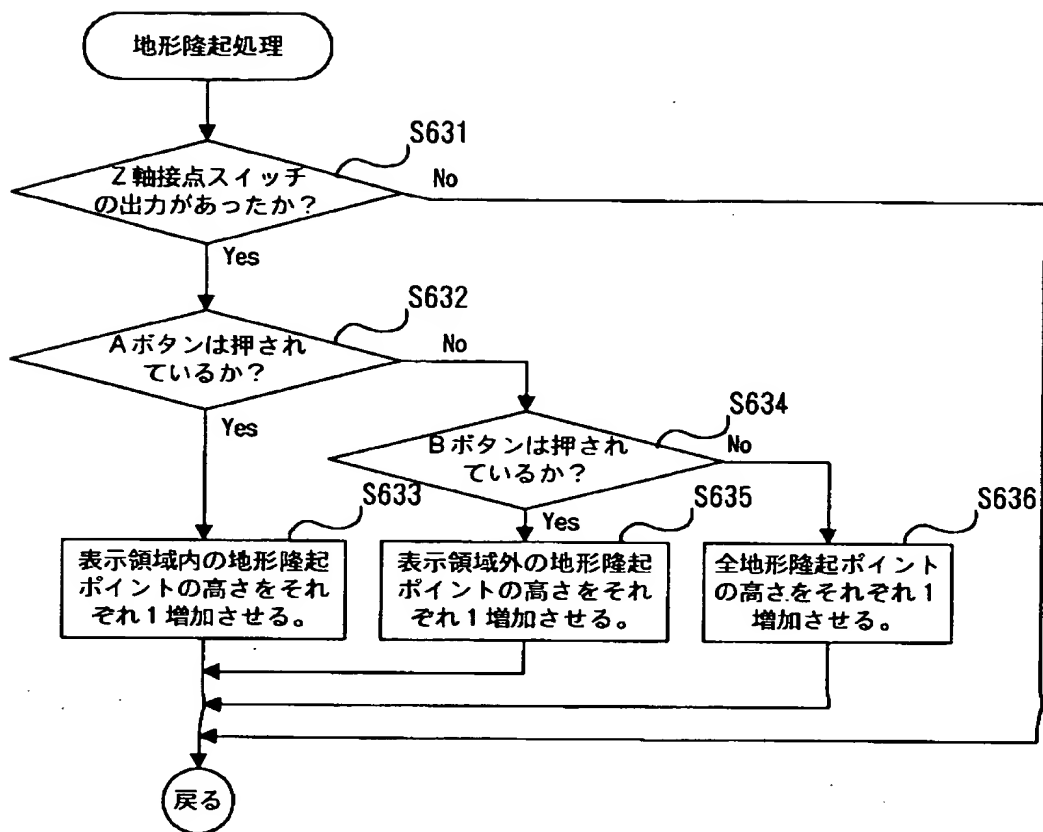 地形隆起処理
S631
Z軸接点スイッチ
の出力があったか？
No
Yes
S632
Aボタンは押され
ているか？
No
Yes
S634
Bボタンは押され
ているか？
No
Yes
S633
表示領域内の地形隆起
ポイントの高さをそれ
ぞれ1増加させる。
S635
表示領域外の地形隆起
ポイントの高さをそれ
ぞれ1増加させる。
S636
全地形隆起ポイント
の高さをそれぞれ1
増加させる。
戻る